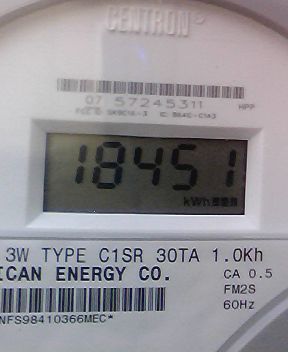 CENTRON
07 57245311
HPP
18451
kWh
3W TYPE C1SR 30TA 1.0Kh
ICAN ENERGY CO.
CA 0.5
FM2S
60Hz
NFS98410366MEC*